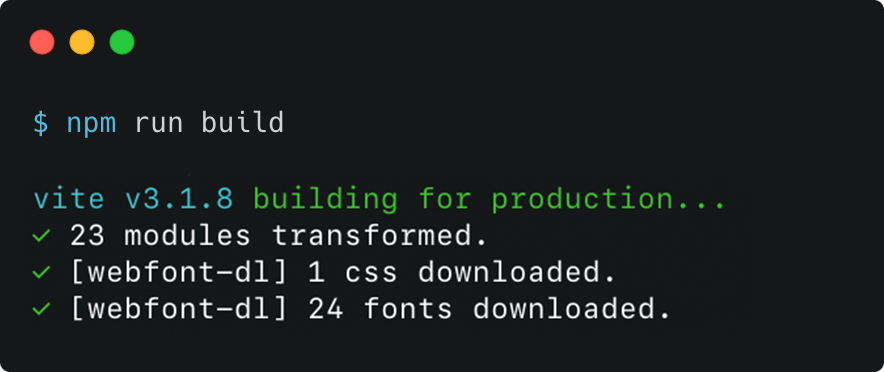 $ npm run build
vite v3.1.8 building for production...
✓ 23 modules transformed.
✓ [webfont-dl] 1 css downloaded.
✓ [webfont-dl] 24 fonts downloaded.